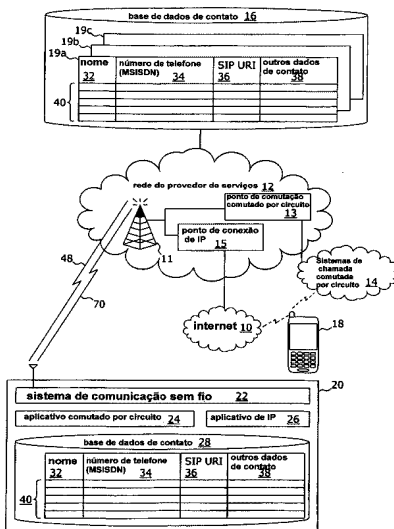 base de dados de contato 16
19c
19b
19a
nome 32
número de telefone (MSISDN) 34
SIP URI 36
outros dados de contato 38
40
rede do provedor de serviços 12
ponto de comutação comutado por circuito 13
ponto de conexão de IP 15
11
Sistemas de chamada comutada por circuito 14
internet 10
18
48
70
20
sistema de comunicação sem fio 22
aplicativo comutado por circuito 24
aplicativo de IP 26
base de dados de contato 28
nome 32
número de telefone (MSISDN) 34
SIP URI 36
outros dados de contato 38
40